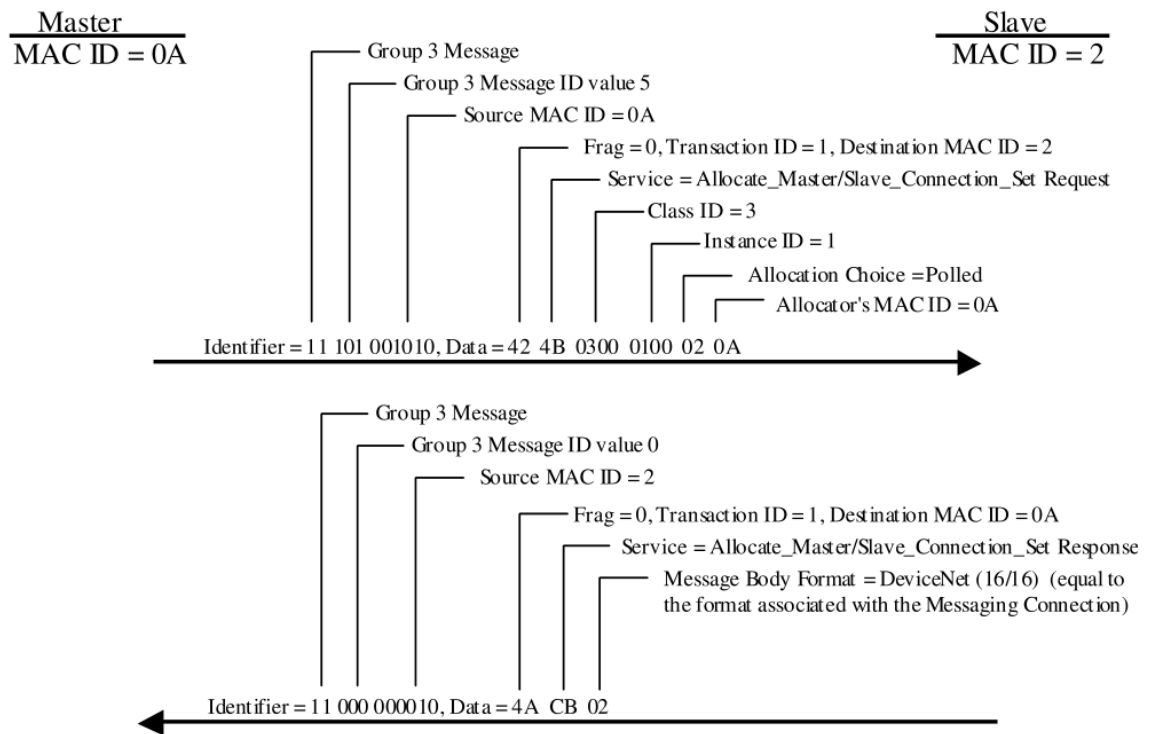 Master
MAC ID = 0A
Slave
MAC ID = 2
Group 3 Message
Group 3 Message ID value 5
Source MAC ID = 0A
Frag = 0, Transaction ID = 1, Destination MAC ID = 2
Service = Allocate_Master/Slave_Connection_Set Request
Class ID = 3
Instance ID = 1
Allocation Choice =Polled
Allocator's MAC ID = 0A
Identifier = 11 101 001010, Data = 42 4B 0300 0100 02 0A
Group 3 Message
Group 3 Message ID value 0
Source MAC ID = 2
Frag = 0, Transaction ID = 1, Destination MAC ID = 0A
Service = Allocate_Master/Slave_Connection_Set Response
Message Body Format = DeviceNet (16/16) (equal to
the format associated with the Messaging Connection)
Identifier = 11 000 000010, Data = 4A CB 02